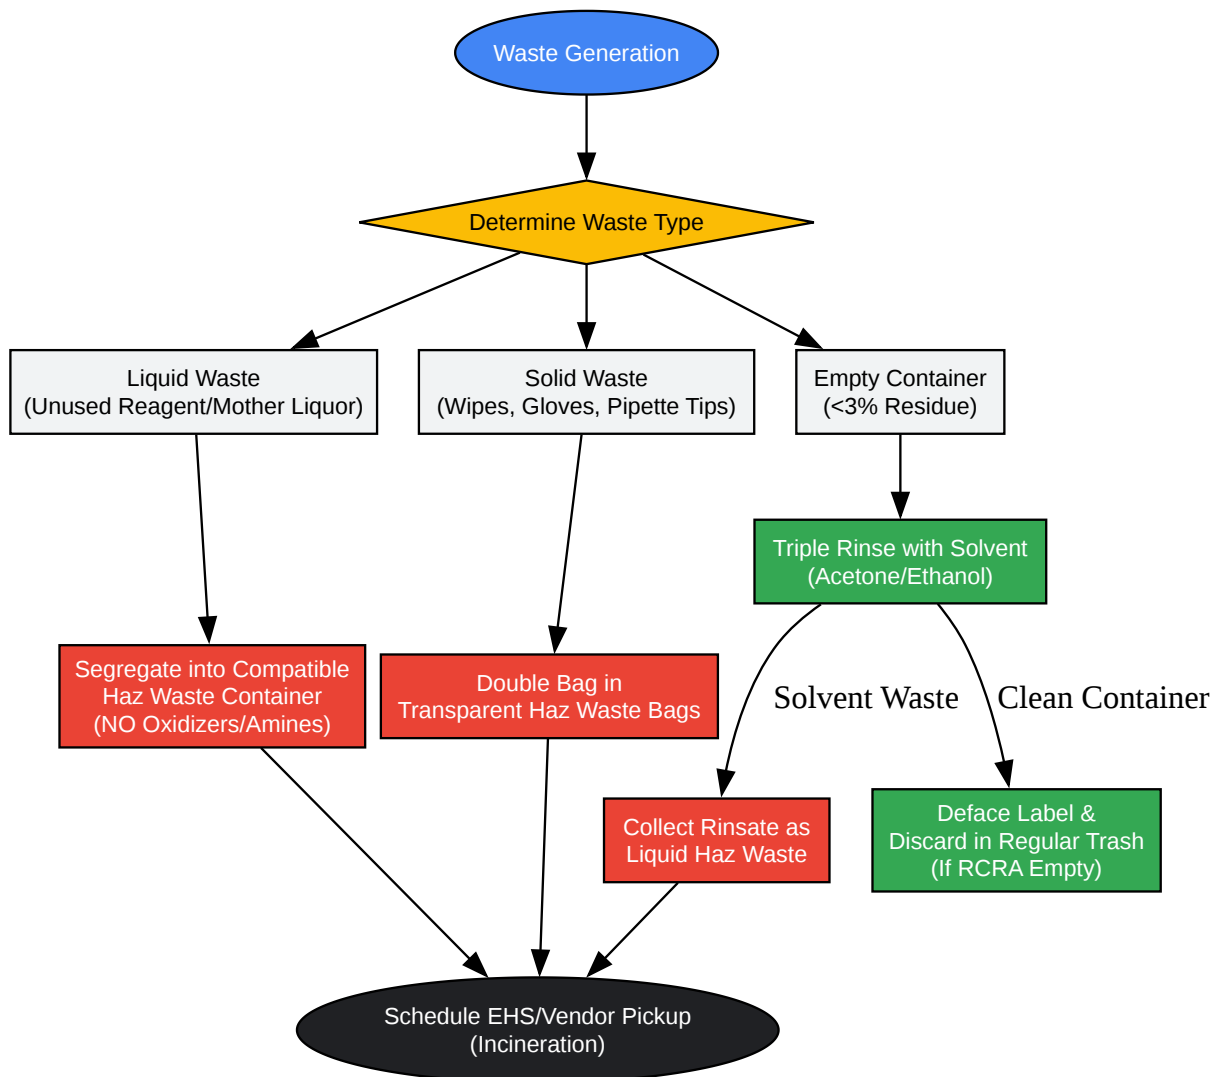 Waste Generation
Determine Waste Type
Liquid Waste
(Unused Reagent/Mother Liquor)
Solid Waste
(Wipes, Gloves, Pipette Tips)
Empty Container
(<3% Residue)
Triple Rinse with Solvent
(Acetone/Ethanol)
Segregate into Compatible
Haz Waste Container
(NO Oxidizers/Amines)
Double Bag in
Transparent Haz Waste Bags
Solvent Waste
Clean Container
Collect Rinsate as
Liquid Haz Waste
Deface Label &
Discard in Regular Trash
(If RCRA Empty)
Schedule EHS/Vendor Pickup
(Incineration)